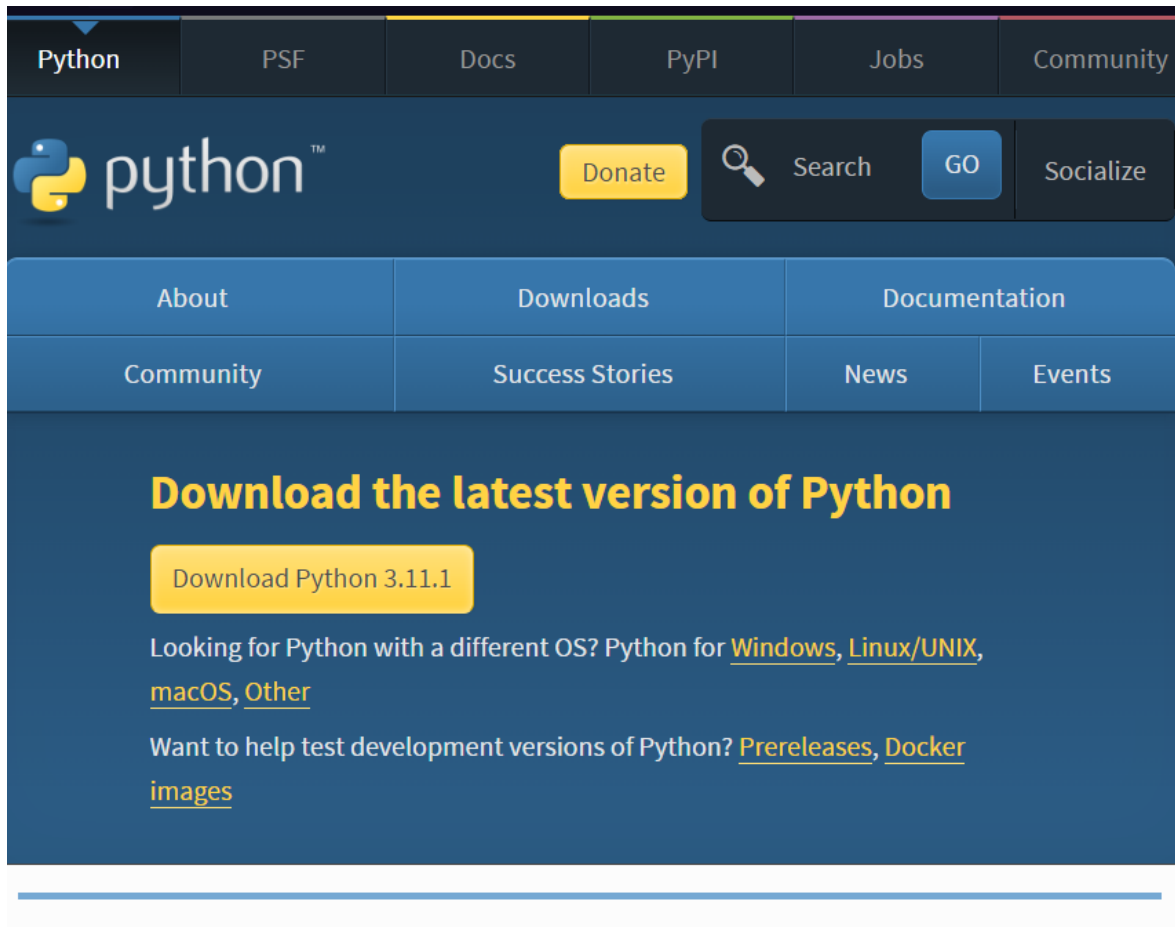 Python PSF Docs PyPI Jobs Community
python™ Donate Search GO Socialize
About Downloads Documentation
Community Success Stories News Events
Download the latest version of Python
Download Python 3.11.1
Looking for Python with a different OS? Python for Windows, Linux/UNIX,
macOS, Other
Want to help test development versions of Python? Prereleases, Docker
images